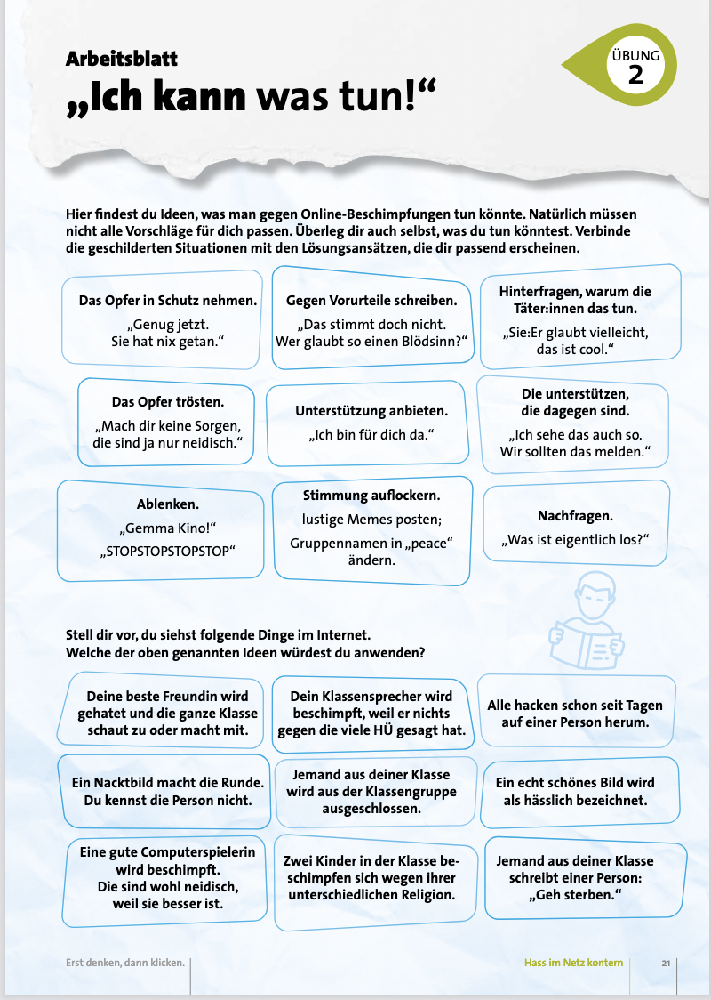 Arbeitsblatt
„Ich kann was tun!“
ÜBUNG
2
Hier findest du Ideen, was man gegen Online-Beschimpfungen tun könnte. Natürlich müssen
nicht alle Vorschläge für dich passen. Überleg dir auch selbst, was du tun könntest. Verbinde
die geschilderten Situationen mit den Lösungsansätzen, die dir passend erscheinen.
Das Opfer in Schutz nehmen.
„Genug jetzt.
Sie hat nix getan.“
Gegen Vorurteile schreiben.
„Das stimmt doch nicht.
Wer glaubt so einen Blödsinn?“
Hinterfragen, warum die
Täter:innen das tun.
„Sie:Er glaubt vielleicht,
das ist cool.“
Das Opfer trösten.
„Mach dir keine Sorgen,
die sind ja nur neidisch.“
Unterstützung anbieten.
„Ich bin für dich da.“
Die unterstützen,
die dagegen sind.
„Ich sehe das auch so.
Wir sollten das melden.“
Ablenken.
„Gemma Kino!“
„STOPSTOPSTOPSTOP“
Stimmung auflockern.
lustige Memes posten;
Gruppennamen in „peace“
ändern.
Nachfragen.
„Was ist eigentlich los?“
Stell dir vor, du siehst folgende Dinge im Internet.
Welche der oben genannten Ideen würdest du anwenden?
Deine beste Freundin wird
gehatet und die ganze Klasse
schaut zu oder macht mit.
Dein Klassensprecher wird
beschimpft, weil er nichts
gegen die viele HÜ gesagt hat.
Alle hacken schon seit Tagen
auf einer Person herum.
Ein Nacktbild macht die Runde.
Du kennst die Person nicht.
Jemand aus deiner Klasse
wird aus der Klassengruppe
ausgeschlossen.
Ein echt schönes Bild wird
als hässlich bezeichnet.
Eine gute Computerspielerin
wird beschimpft.
Die sind wohl neidisch,
weil sie besser ist.
Zwei Kinder in der Klasse be-
schimpfen sich wegen ihrer
unterschiedlichen Religion.
Jemand aus deiner Klasse
schreibt einer Person:
„Geh sterben.“
Erst denken, dann klicken.
Hass im Netz kontern
21